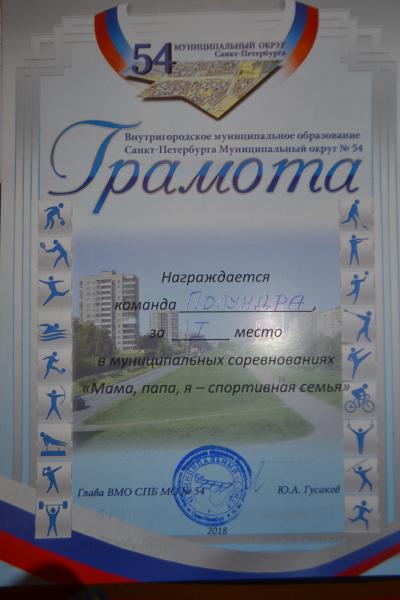 54 МУНИЦИПАЛЬНЫЙ ОКРУГ
Санкт-Петербурга
Внутригородское муниципальное образование
Санкт-Петербурга Муниципальный округ № 54
Грамота
Награждается
команда ПОЛУНДРА,
за I место
в муниципальных соревнованиях
«Мама, папа, я – спортивная семья»
Глава ВМО СПБ МО № 54 Ю.А. Гусаков
2018